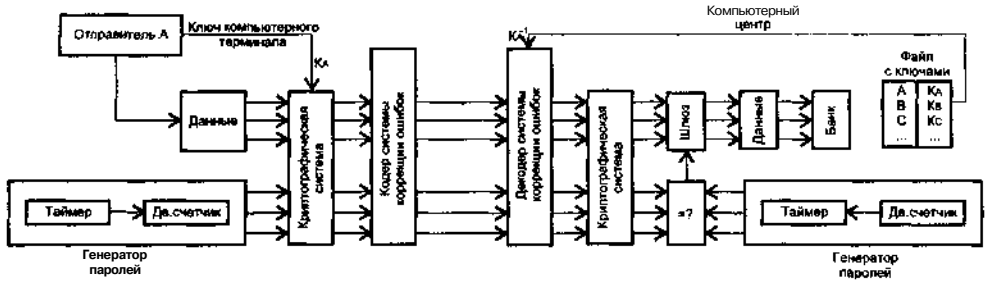 Отправитель A
Ключ компьютерного
терминала
KA
Данные
Криптографическая
система
Кодер системы
коррекции ошибок
KA⁻¹
Декодер системы
коррекции ошибок
Криптографическая
система
Шлюз
Данные
Банк
Компьютерный
центр
Файл
с ключами
A KA
B KB
C KC
... ...
Таймер
Дв.счетчик
Генератор
паролей
=?
Таймер
Дв.счетчик
Генератор
паролей